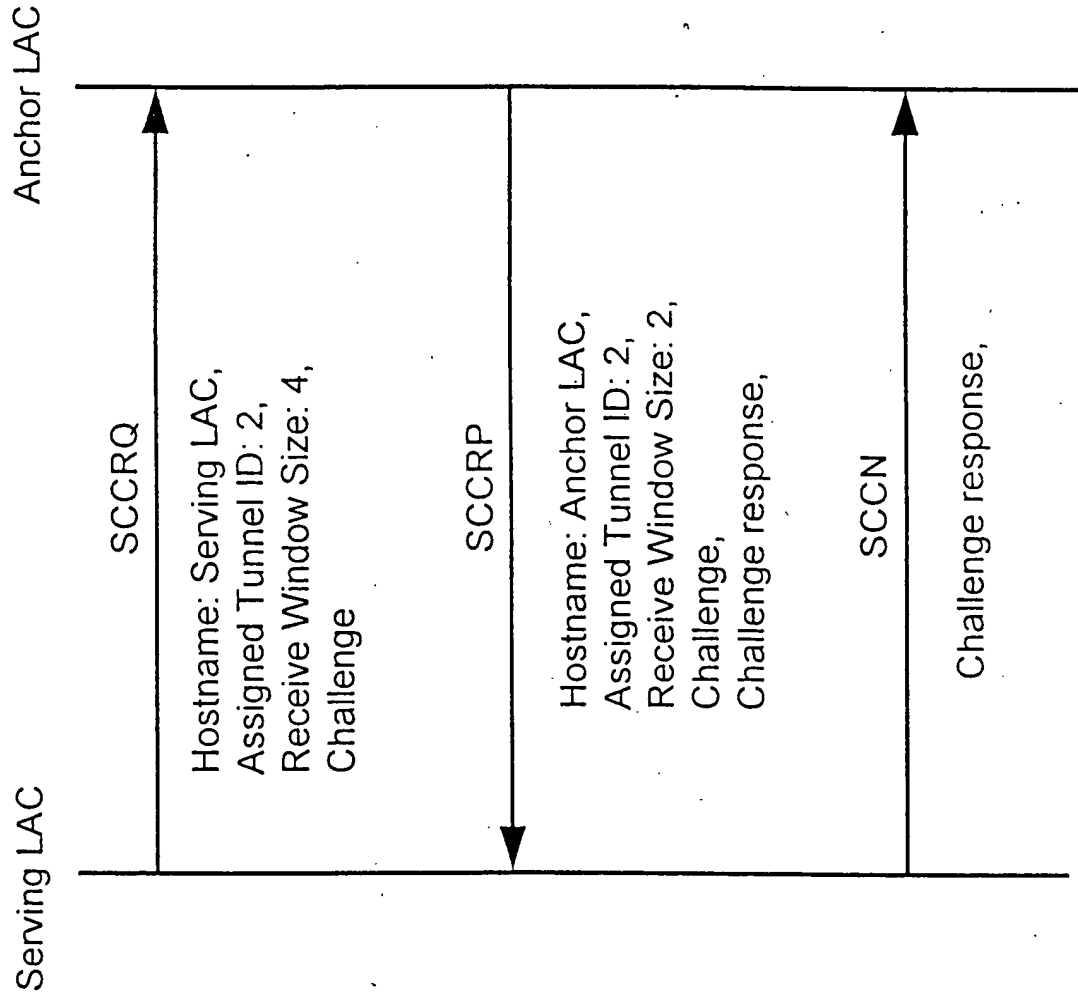 Serving LAC
Anchor LAC
SCCRQ
Hostname: Serving LAC,
Assigned Tunnel ID: 2,
Receive Window Size: 4,
Challenge
SCCRP
Hostname: Anchor LAC,
Assigned Tunnel ID: 2,
Receive Window Size: 2,
Challenge,
Challenge response,
SCCN
Challenge response,